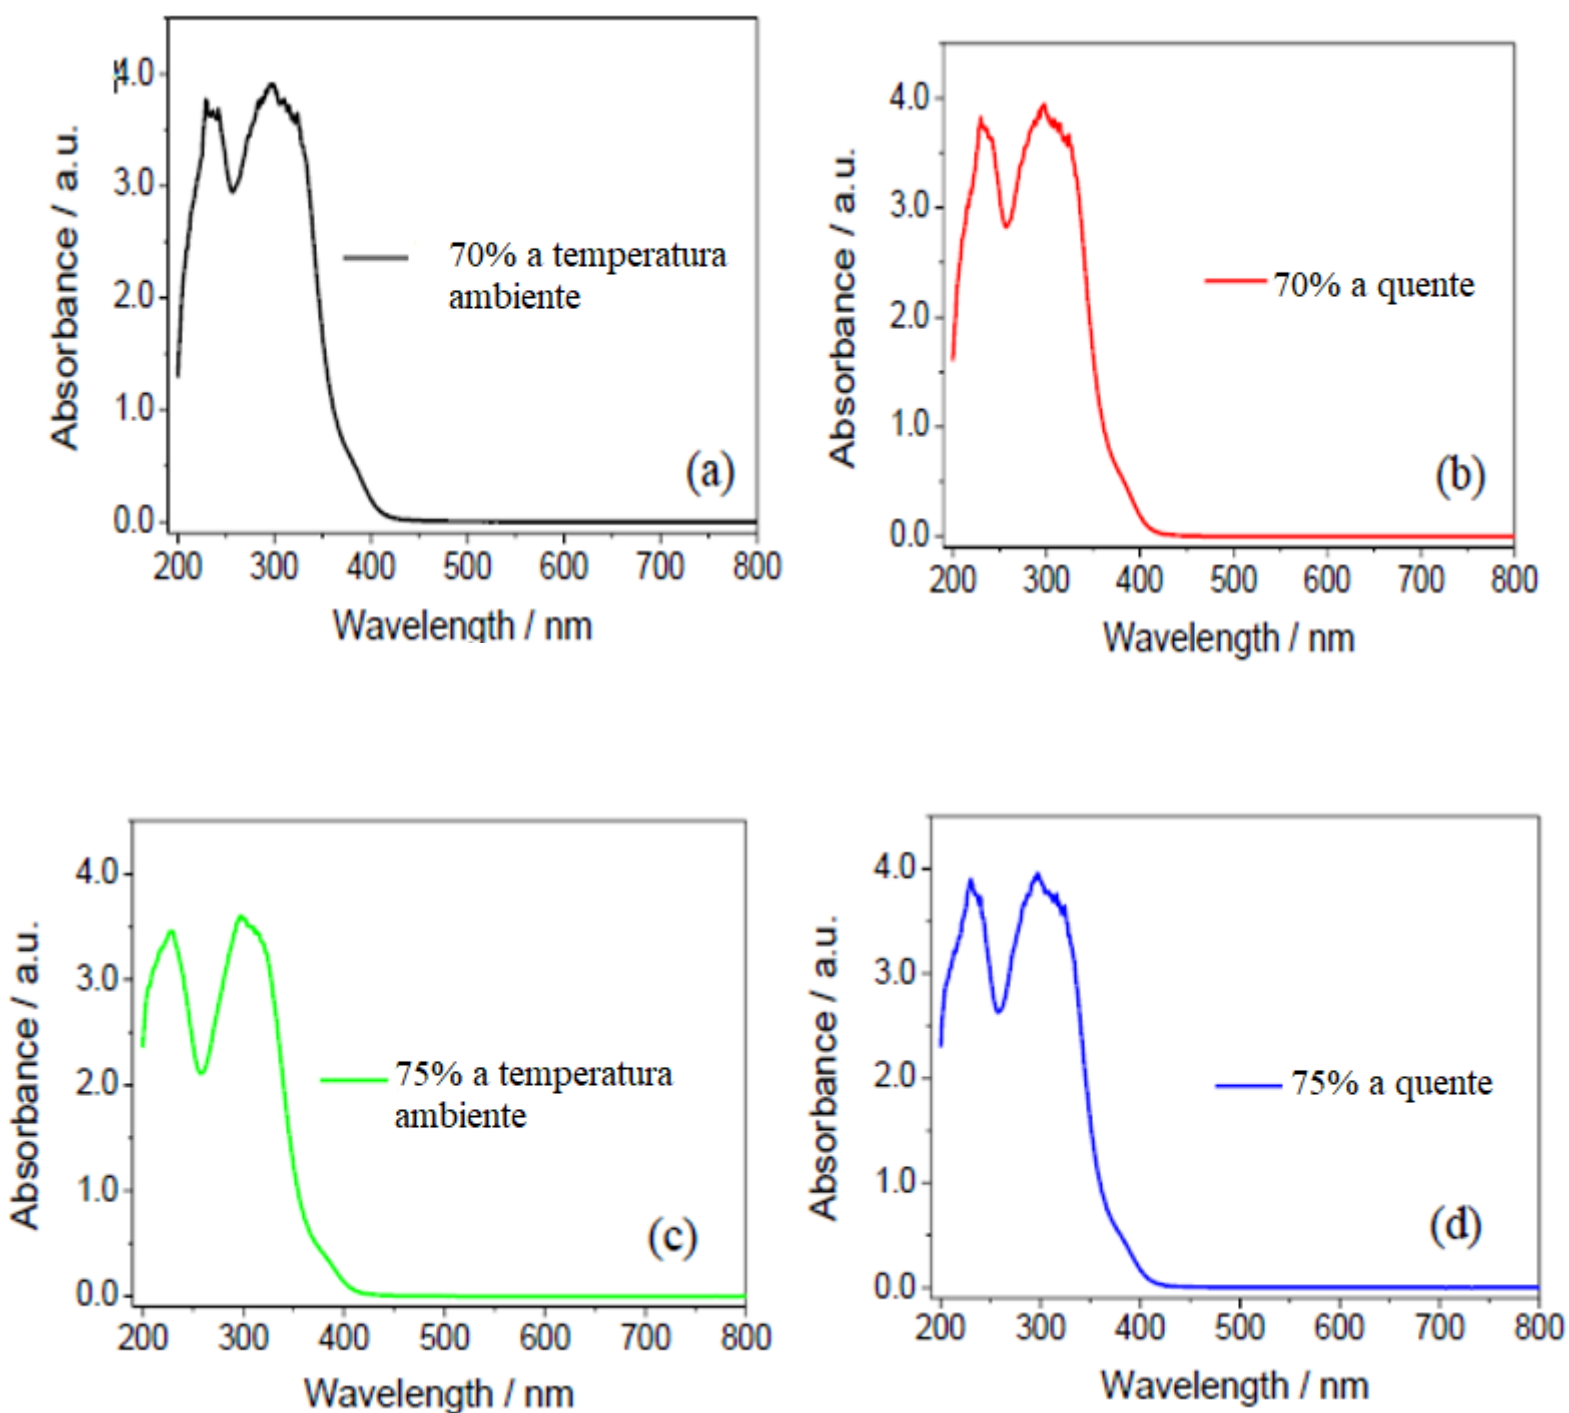 4.0
3.0
2.0
1.0
0.0
Absorbance / a.u.
70% a temperatura
ambiente
(a)
200 300 400 500 600 700 800
Wavelength / nm
4.0
3.0
2.0
1.0
0.0
Absorbance / a.u.
70% a quente
(b)
200 300 400 500 600 700 800
Wavelength / nm
4.0
3.0
2.0
1.0
0.0
Absorbance / a.u.
75% a temperatura
ambiente
(c)
200 300 400 500 600 700 800
Wavelength / nm
4.0
3.0
2.0
1.0
0.0
Absorbance / a.u.
75% a quente
(d)
200 300 400 500 600 700 800
Wavelength / nm